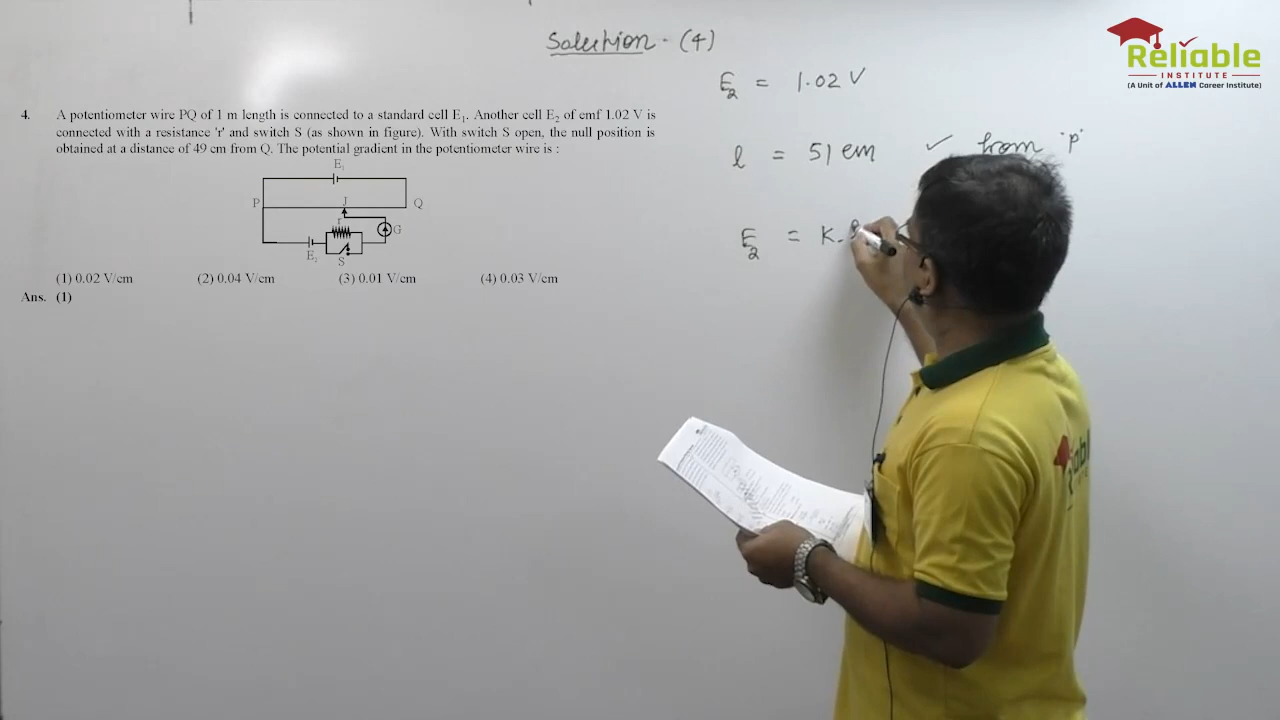 Solution - (4)
E2 = 1.02 V
l = 51 cm ✓ from 'p'
E2 = K.
Reliable
INSTITUTE
(A Unit of ALLEN Career Institute)
4. A potentiometer wire PQ of 1 m length is connected to a standard cell E1. Another cell E2 of emf 1.02 V is
connected with a resistance 'r' and switch S (as shown in figure). With switch S open, the null position is
obtained at a distance of 49 cm from Q. The potential gradient in the potentiometer wire is :
E1
P J Q
r G
E2 S
(1) 0.02 V/cm (2) 0.04 V/cm (3) 0.01 V/cm (4) 0.03 V/cm
Ans. (1)